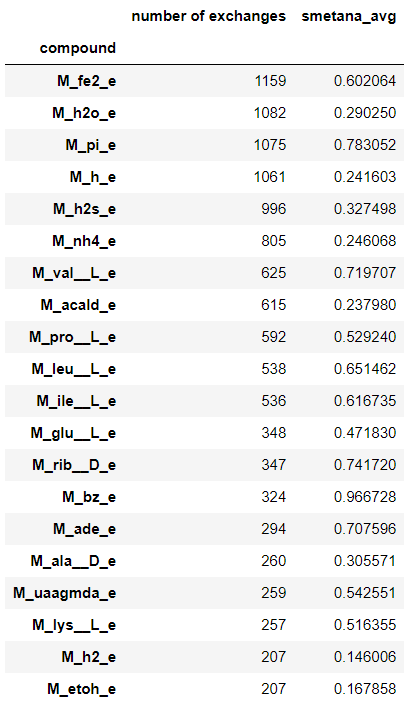 number of exchanges smetana_avg
compound
M_fe2_e 1159 0.602064
M_h2o_e 1082 0.290250
M_pi_e 1075 0.783052
M_h_e 1061 0.241603
M_h2s_e 996 0.327498
M_nh4_e 805 0.246068
M_val__L_e 625 0.719707
M_acald_e 615 0.237980
M_pro__L_e 592 0.529240
M_leu__L_e 538 0.651462
M_ile__L_e 536 0.616735
M_glu__L_e 348 0.471830
M_rib__D_e 347 0.741720
M_bz_e 324 0.966728
M_ade_e 294 0.707596
M_ala__D_e 260 0.305571
M_uaagmda_e 259 0.542551
M_lys__L_e 257 0.516355
M_h2_e 207 0.146006
M_etoh_e 207 0.167858